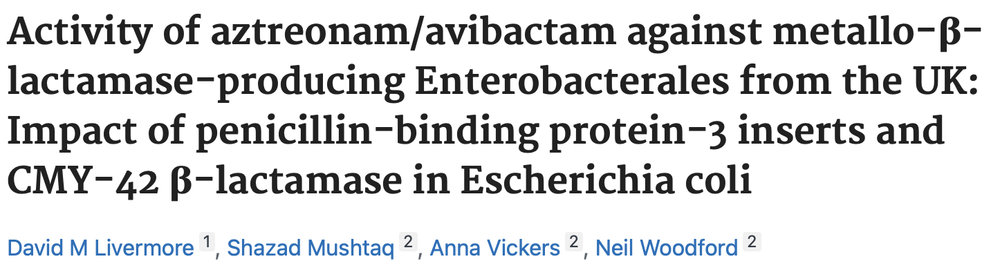 Activity of aztreonam/avibactam against metallo-β-
lactamase-producing Enterobacterales from the UK:
Impact of penicillin-binding protein-3 inserts and
CMY-42 β-lactamase in Escherichia coli
David M Livermore 1, Shazad Mushtaq 2, Anna Vickers 2, Neil Woodford 2